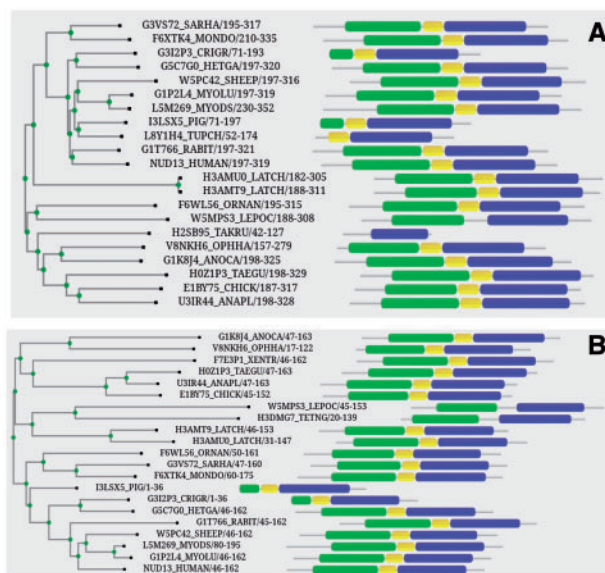 A
G3VS72_SARHA/195-317
F6XTK4_MONDO/210-335
G3I2P3_CRIGR/71-193
G5C7G0_HETGA/197-320
W5PC42_SHEEP/197-316
G1P2L4_MYOLU/197-319
L5M269_MYODS/230-352
I3LSX5_PIG/71-197
L8Y1H4_TUPCH/52-174
G1T766_RABIT/197-321
NUD13_HUMAN/197-319
H3AMU0_LATCH/182-305
H3AMT9_LATCH/188-311
F6WL56_ORNAN/195-315
W5MPS3_LEPOC/188-308
H2SB95_TAKRU/42-127
V8NKH6_OPHHA/157-279
G1K8J4_ANOCA/198-325
H0Z1P3_TAEGU/198-329
E1BY75_CHICK/187-317
U3IR44_ANAPL/198-328
B
G1K8J4_ANOCA/47-163
V8NKH6_OPHHA/17-122
F7E3P1_XENTR/46-162
H0Z1P3_TAEGU/47-163
U3IR44_ANAPL/47-163
E1BY75_CHICK/45-152
W5MPS3_LEPOC/45-153
H3DMG7_TETNG/20-139
H3AMT9_LATCH/46-153
H3AMU0_LATCH/31-147
F6WL56_ORNAN/50-161
G3VS72_SARHA/47-160
F6XTK4_MONDO/60-175
I3LSX5_PIG/1-36
G3I2P3_CRIGR/1-36
G5C7G0_HETGA/46-162
G1T766_RABIT/45-162
W5PC42_SHEEP/46-162
L5M269_MYODS/80-195
G1P2L4_MYOLU/46-162
NUD13_HUMAN/46-162